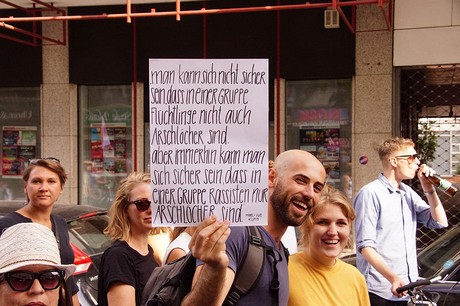 man kann sich nicht sicher
sein, dass in einer GRUPPE
FLÜCHTLINGE nicht auch
ARSCHLÖCHER sind.
aber immerhin kann man
sich sicher sein, dass in
einer GRUPPE RASSISTEN nur
ARSCHLÖCHER sind.